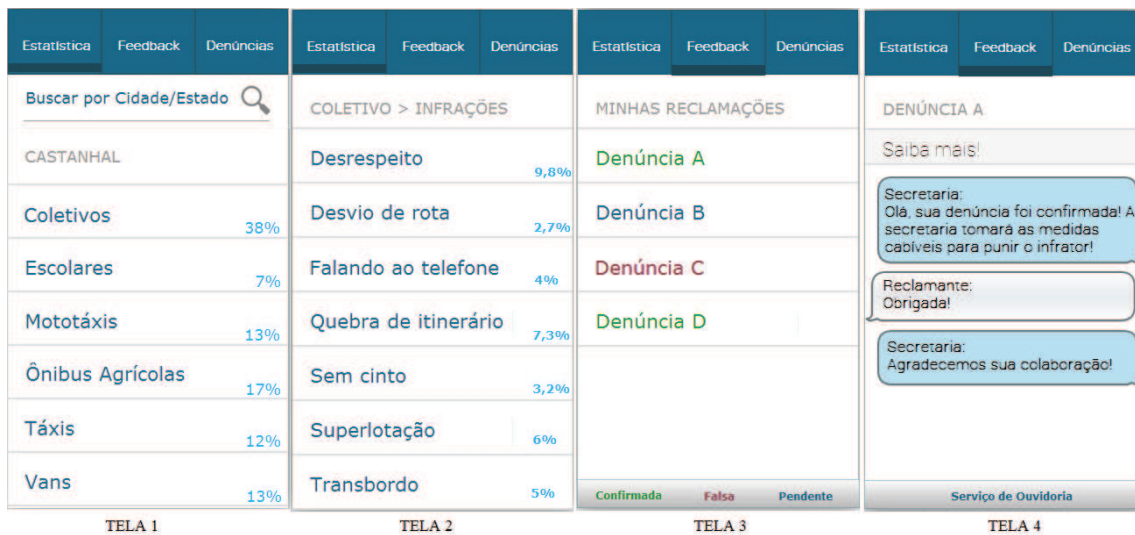 Estatística Feedback Denúncias
Buscar por Cidade/Estado
CASTANHAL
Coletivos 38%
Escolares 7%
Mototáxis 13%
Ônibus Agrícolas 17%
Táxis 12%
Vans 13%
TELA 1
Estatística Feedback Denúncias
COLETIVO > INFRAÇÕES
Desrespeito 9,8%
Desvio de rota 2,7%
Falando ao telefone 4%
Quebra de itinerário 7,3%
Sem cinto 3,2%
Superlotação 6%
Transbordo 5%
TELA 2
Estatística Feedback Denúncias
MINHAS RECLAMAÇÕES
Denúncia A
Denúncia B
Denúncia C
Denúncia D
Confirmada Falsa Pendente
TELA 3
Estatística Feedback Denúncias
DENÚNCIA A
Saiba mais!
Secretaria:
Olá, sua denúncia foi confirmada! A
secretaria tomará as medidas
cabíveis para punir o infrator!
Reclamante:
Obrigada!
Secretaria:
Agradecemos sua colaboração!
Serviço de Ouvidoria
TELA 4